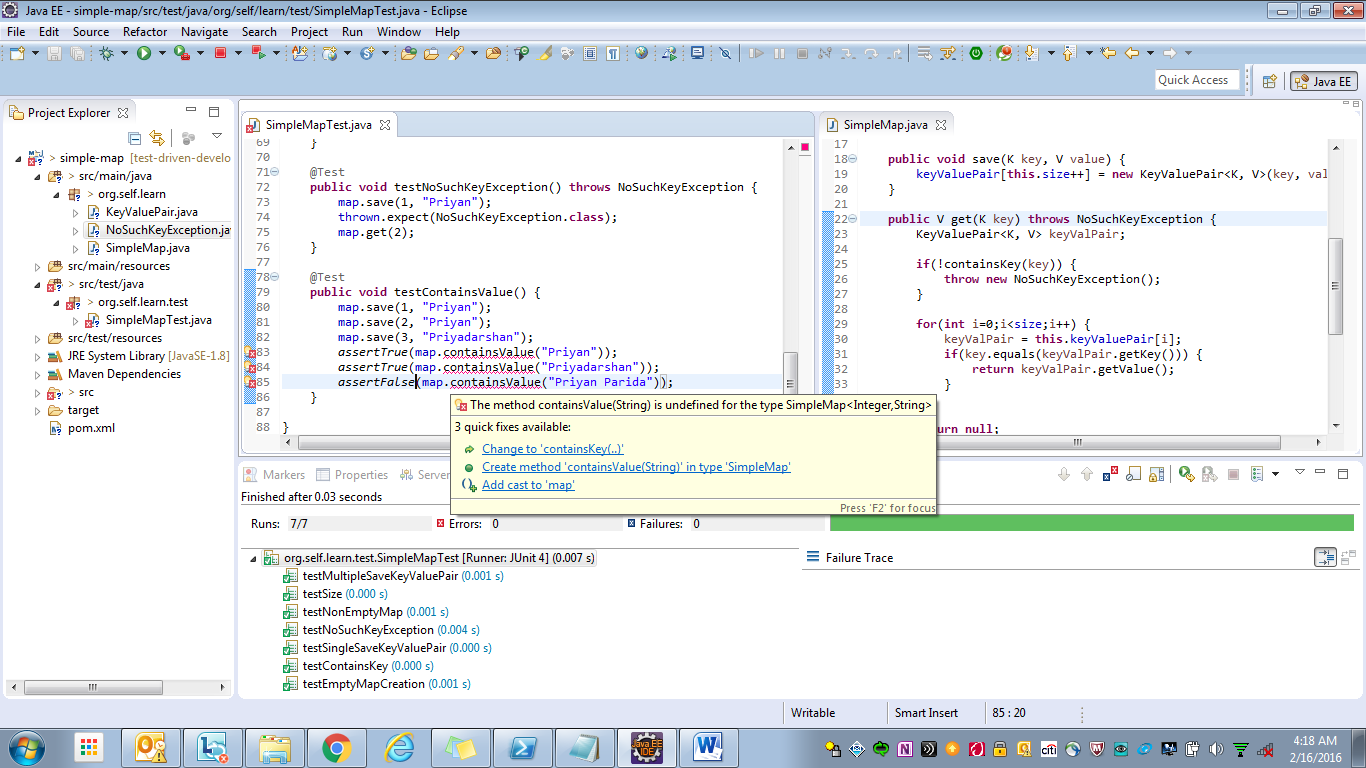 Java EE - simple-map/src/test/java/org/self/learn/test/SimpleMapTest.java - Eclipse
File Edit Source Refactor Navigate Search Project Run Window Help
Quick Access
Java EE
Project Explorer
simple-map [test-driven-develo
> src/main/java
> org.self.learn
KeyValuePair.java
NoSuchKeyException.jav
SimpleMap.java
src/main/resources
> src/test/java
> org.self.learn.test
SimpleMapTest.java
src/test/resources
JRE System Library [JavaSE-1.8]
Maven Dependencies
> src
target
pom.xml
SimpleMapTest.java
69 }
70
71 @Test
72 public void testNoSuchKeyException() throws NoSuchKeyException {
73 map.save(1, "Priyan");
74 thrown.expect(NoSuchKeyException.class);
75 map.get(2);
76 }
77
78 @Test
79 public void testContainsValue() {
80 map.save(1, "Priyan");
81 map.save(2, "Priyan");
82 map.save(3, "Priyadarshan");
83 assertTrue(map.containsValue("Priyan"));
84 assertTrue(map.containsValue("Priyadarshan"));
85 assertFalse(map.containsValue("Priyan Parida"));
86 }
87
88 }
SimpleMap.java
17
18 public void save(K key, V value) {
19 keyValuePair[this.size++] = new KeyValuePair<K, V>(key, val
20 }
21
22 public V get(K key) throws NoSuchKeyException {
23 KeyValuePair<K, V> keyValPair;
24
25 if(!containsKey(key)) {
26 throw new NoSuchKeyException();
27 }
28
29 for(int i=0;i<size;i++) {
30 keyValPair = this.keyValuePair[i];
31 if(key.equals(keyValPair.getKey())) {
32 return keyValPair.getValue();
33 }
urn null;
The method containsValue(String) is undefined for the type SimpleMap<Integer,String>
3 quick fixes available:
Change to 'containsKey(..)'
Create method 'containsValue(String)' in type 'SimpleMap'
Add cast to 'map'
Press 'F2' for focus
Markers Properties Server
Finished after 0.03 seconds
Runs: 7/7 Errors: 0 Failures: 0
org.self.learn.test.SimpleMapTest [Runner: JUnit 4] (0.007 s)
testMultipleSaveKeyValuePair (0.001 s)
testSize (0.000 s)
testNonEmptyMap (0.001 s)
testNoSuchKeyException (0.004 s)
testSingleSaveKeyValuePair (0.000 s)
testContainsKey (0.000 s)
testEmptyMapCreation (0.001 s)
Failure Trace
Writable Smart Insert 85 : 20
Java EE
IDE
citi
4:18 AM
2/16/2016